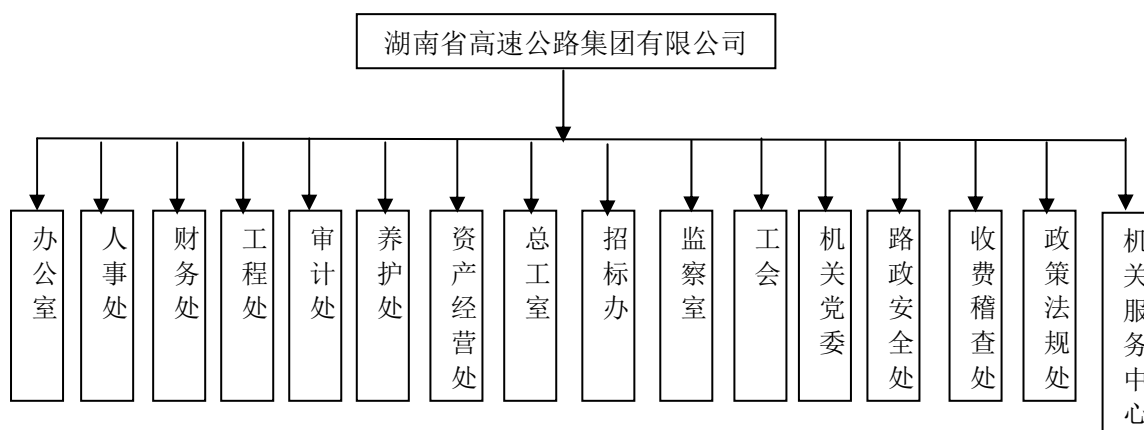 湖南省高速公路集团有限公司
办公室
人事处
财务处
工程处
审计处
养护处
资产经营处
总工室
招标办
监察室
工会
机关党委
路政安全处
收费稽查处
政策法规处
机关服务中心